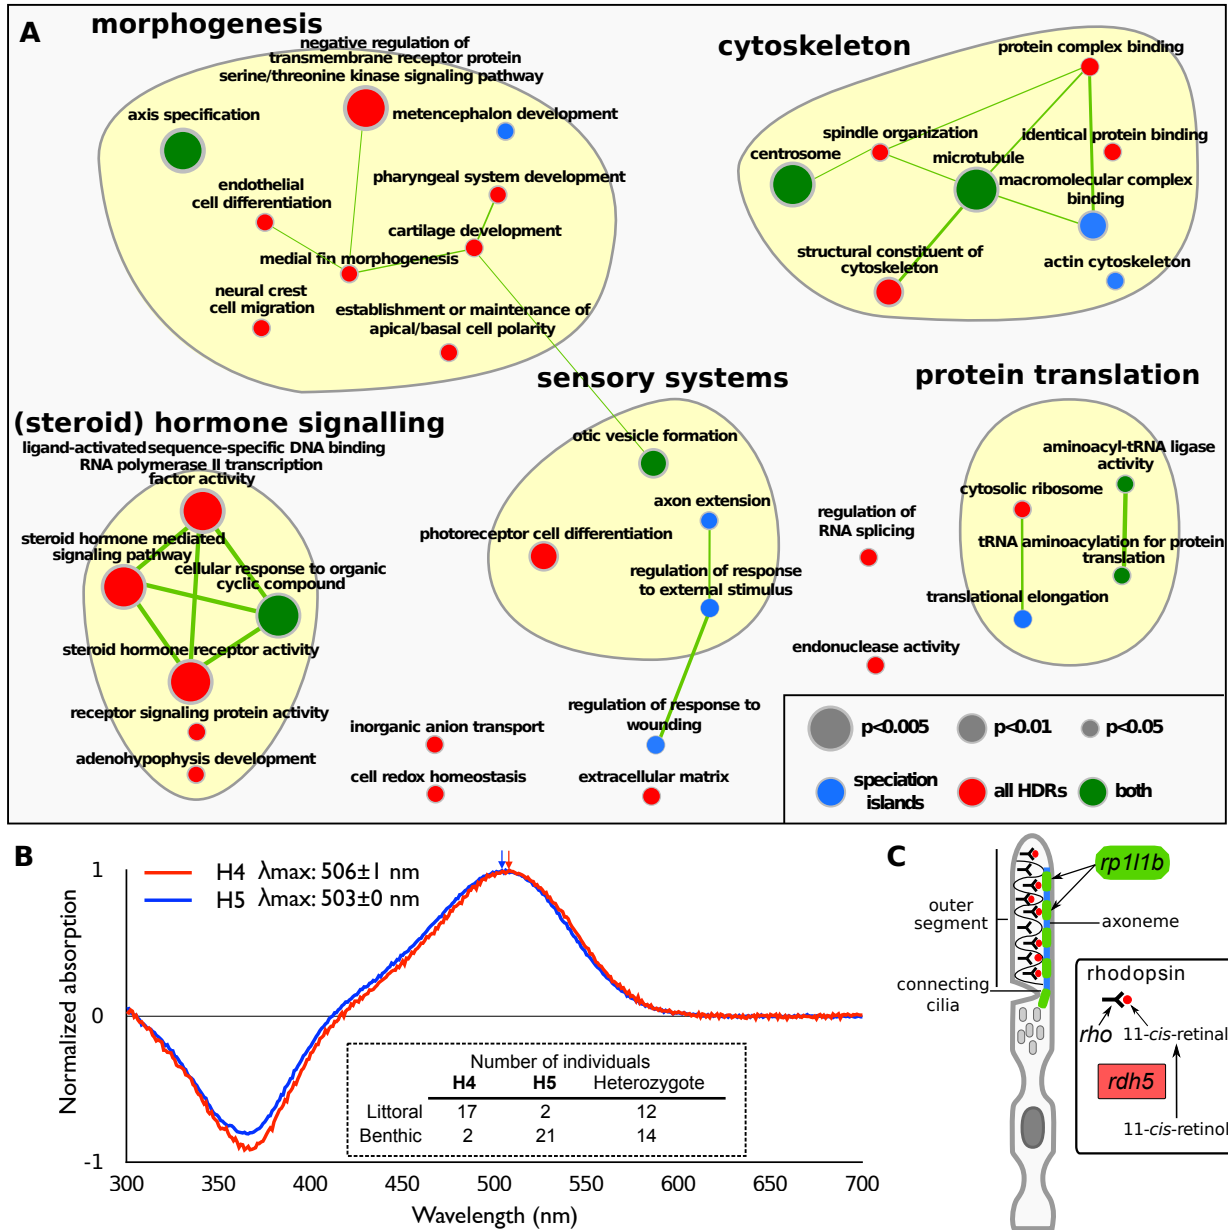 A
morphogenesis
negative regulation of
transmembrane receptor protein
serine/threonine kinase signaling pathway
axis specification
metencephalon development
pharyngeal system development
endothelial
cell differentiation
cartilage development
medial fin morphogenesis
neural crest
cell migration
establishment or maintenance of
apical/basal cell polarity
cytoskeleton
protein complex binding
spindle organization
identical protein binding
centrosome
microtubule
macromolecular complex
binding
structural constituent of
cytoskeleton
actin cytoskeleton
(steroid) hormone signalling
ligand-activated sequence-specific DNA binding
RNA polymerase II transcription
factor activity
steroid hormone mediated
signaling pathway
cellular response to organic
cyclic compound
steroid hormone receptor activity
receptor signaling protein activity
adenohypophysis development
sensory systems
otic vesicle formation
axon extension
photoreceptor cell differentiation
regulation of response
to external stimulus
regulation of response to
wounding
inorganic anion transport
cell redox homeostasis
extracellular matrix
regulation of
RNA splicing
endonuclease activity
protein translation
aminoacyl-tRNA ligase
activity
cytosolic ribosome
tRNA aminoacylation for protein
translation
translational elongation
p<0.005 p<0.01 p<0.05
speciation
islands
all HDRs
both
B
H4 λmax: 506±1 nm
H5 λmax: 503±0 nm
Normalized absorption
1
0
-1
300 350 400 450 500 550 600 650 700
Wavelength (nm)
Number of individuals
H4 H5 Heterozygote
Littoral 17 2 12
Benthic 2 21 14
C
rp1l1b
outer
segment
axoneme
connecting
cilia
rhodopsin
rho 11-cis-retinal
rdh5
11-cis-retinol